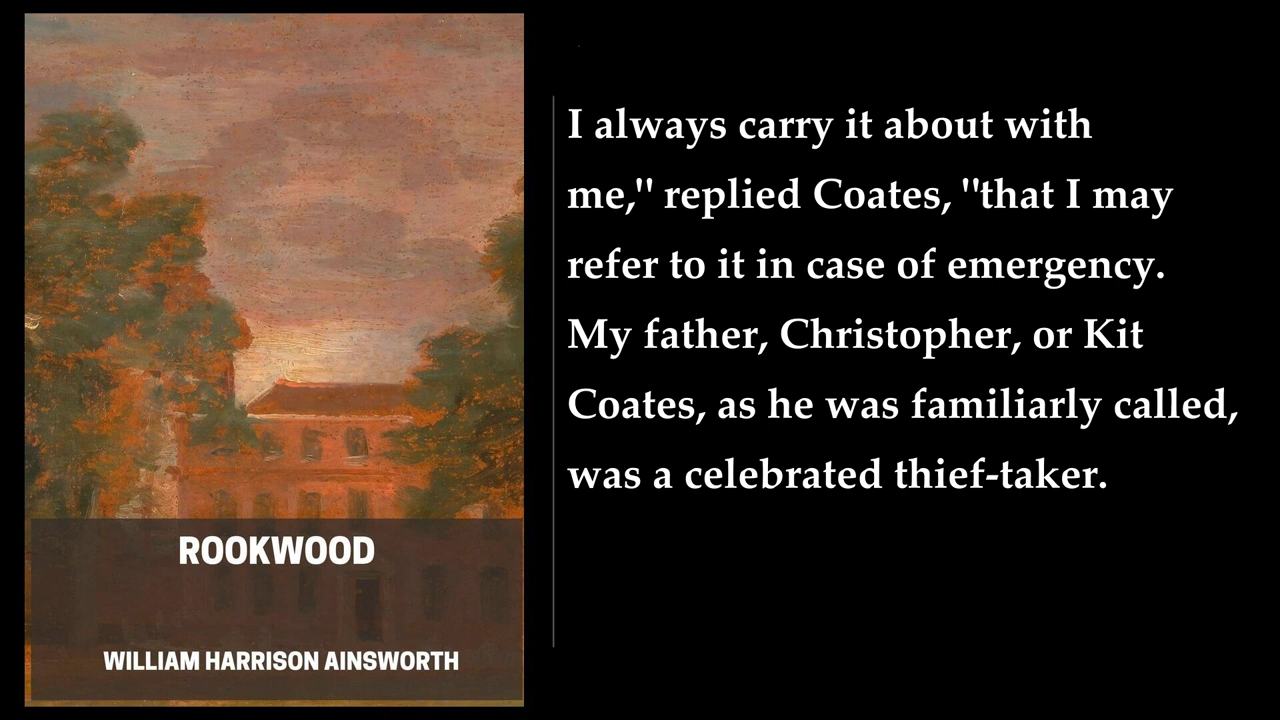 ROOKWOOD
WILLIAM HARRISON AINSWORTH
I always carry it about with
me," replied Coates, "that I may
refer to it in case of emergency.
My father, Christopher, or Kit
Coates, as he was familiarly called,
was a celebrated thief-taker.